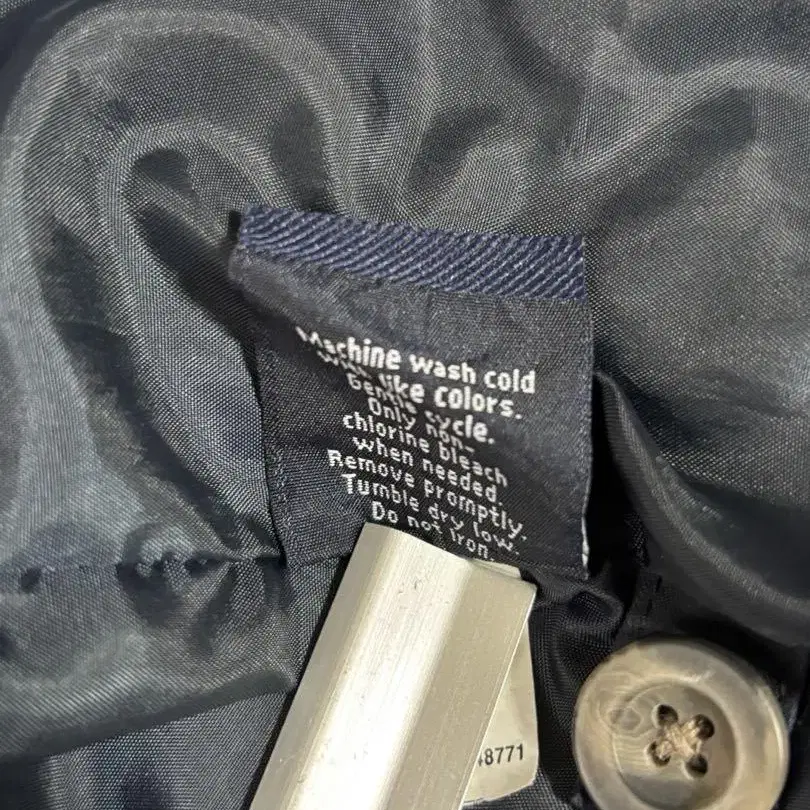 Machine wash cold
with like colors.
Gentle cycle.
Only non-
chlorine bleach
when needed.
Remove promptly.
Tumble dry low.
Do not iron.
48771